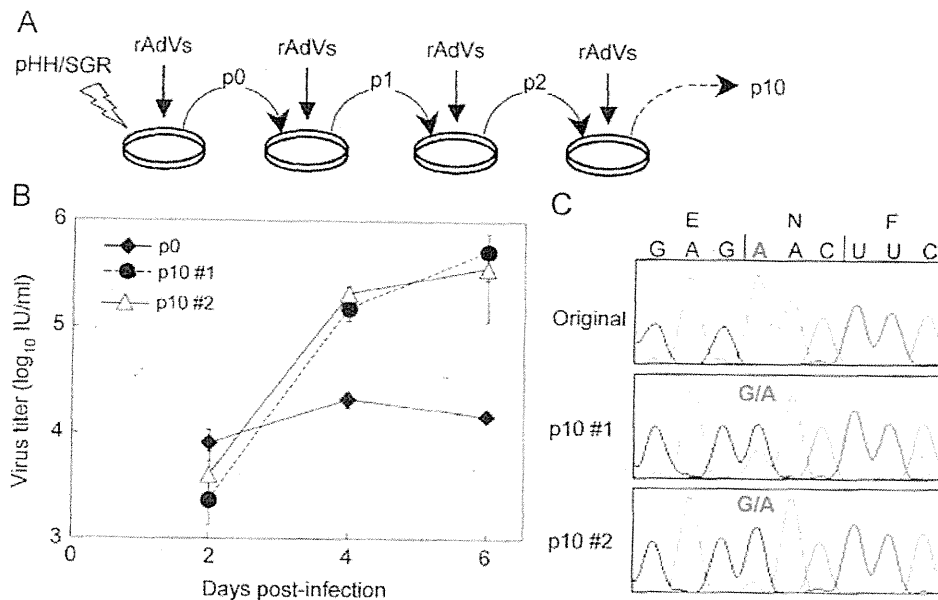 A
pHH/SGR
rAdVs
rAdVs
rAdVs
rAdVs
p0
p1
p2
p10
B
6
5
4
3
0
2
4
6
Virus titer (log10 IU/ml)
Days post-infection
p0
p10 #1
p10 #2
C
E N F
G A G A A C U U C
Original
G/A
p10 #1
G/A
p10 #2